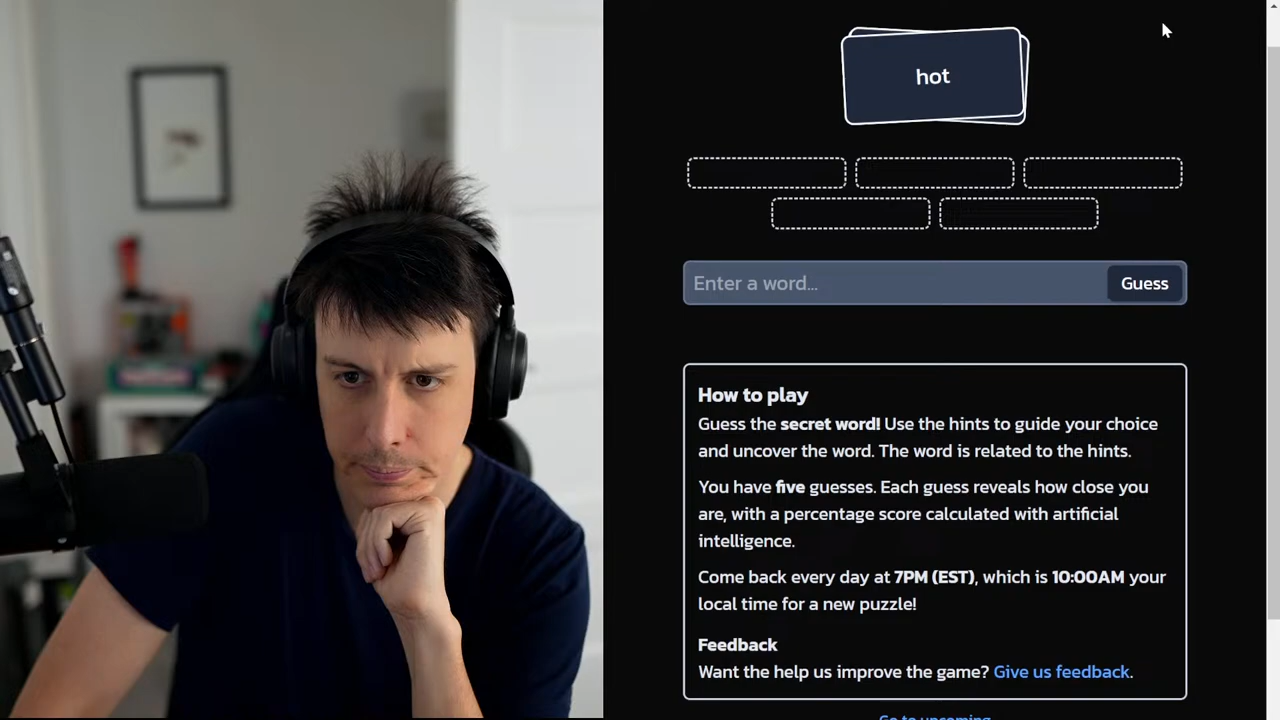 hot
Enter a word...
Guess
How to play
Guess the secret word! Use the hints to guide your choice
and uncover the word. The word is related to the hints.
You have five guesses. Each guess reveals how close you
are, with a percentage score calculated with artificial
intelligence.
Come back every day at 7PM (EST), which is 10:00AM your
local time for a new puzzle!
Feedback
Want the help us improve the game? Give us feedback.
Go to upcoming